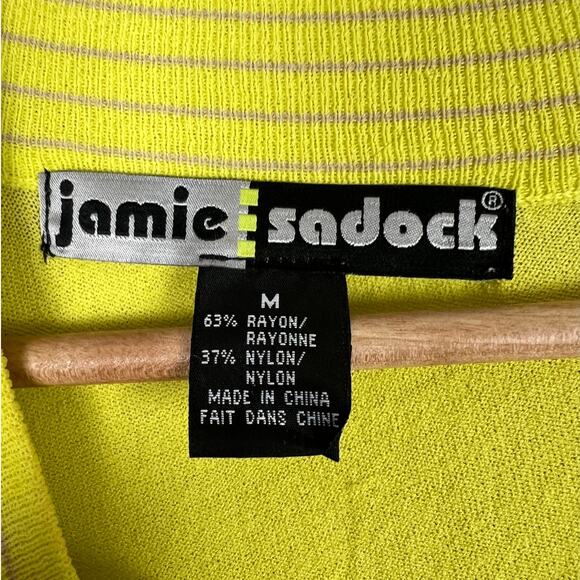 jamie sadock®
M
63% RAYON/
RAYONNE
37% NYLON/
NYLON
MADE IN CHINA
FAIT DANS CHINE